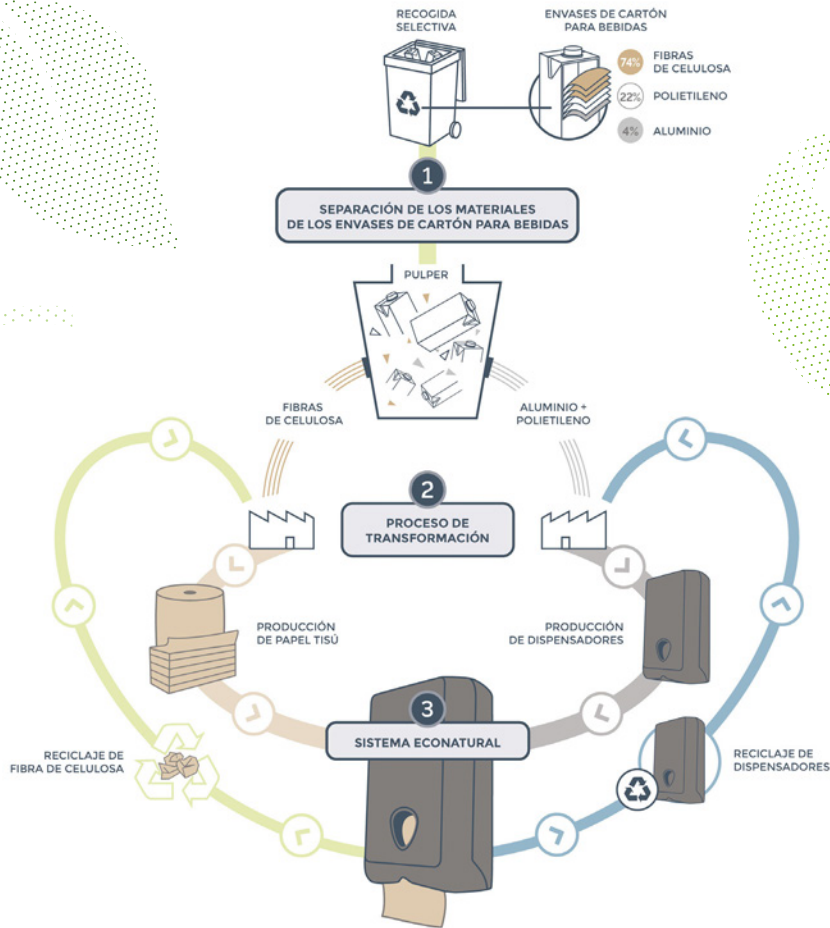 RECOGIDA
SELECTIVA
ENVASES DE CARTÓN
PARA BEBIDAS
74%
FIBRAS
DE CELULOSA
22%
POLIETILENO
4%
ALUMINIO
1
SEPARACIÓN DE LOS MATERIALES
DE LOS ENVASES DE CARTÓN PARA BEBIDAS
PULPER
FIBRAS
DE CELULOSA
ALUMINIO +
POLIETILENO
2
PROCESO DE
TRANSFORMACIÓN
PRODUCCIÓN
DE PAPEL TISÚ
PRODUCCIÓN
DE DISPENSADORES
3
SISTEMA ECONATURAL
RECICLAJE DE
FIBRA DE CELULOSA
RECICLAJE DE
DISPENSADORES